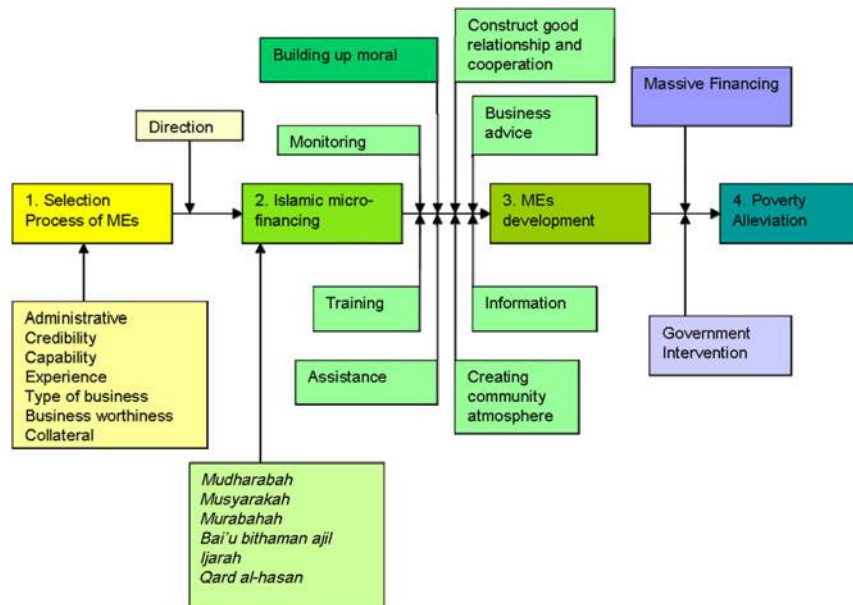 Building up moral
Construct good
relationship and
cooperation
Massive Financing
Direction
Monitoring
Business
advice
1. Selection
Process of MEs
2. Islamic micro-
financing
3. MEs
development
4. Poverty
Alleviation
Administrative
Credibility
Capability
Experience
Type of business
Business worthiness
Collateral
Training
Information
Assistance
Creating
community
atmosphere
Government
Intervention
Mudharabah
Musyarakah
Murabahah
Bai'u bithaman ajil
Ijarah
Qard al-hasan